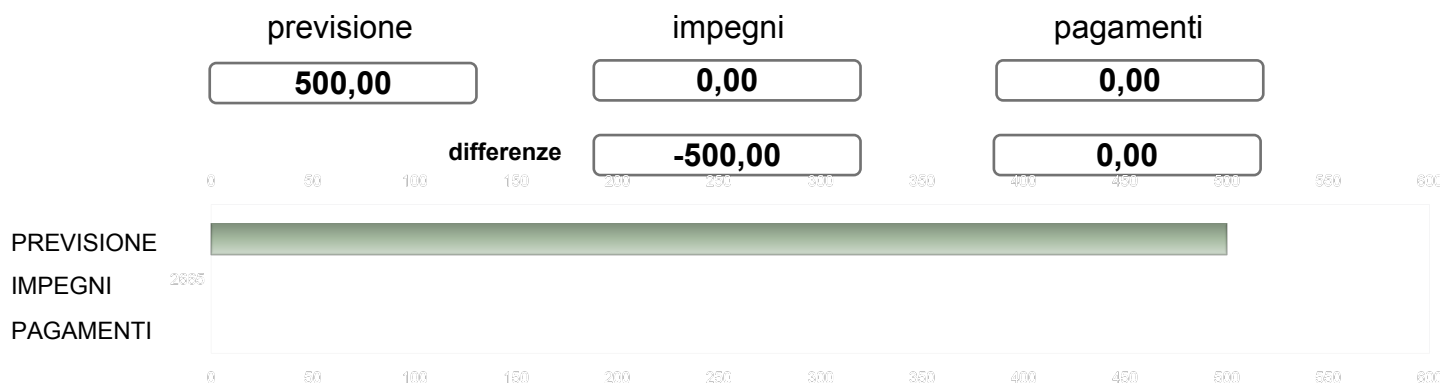 previsione impegni pagamenti
500,00 0,00 0,00
differenze -500,00 0,00
0 50 100 150 200 250 300 350 400 450 500 550 600
PREVISIONE
2685
IMPEGNI
PAGAMENTI
0 50 100 150 200 250 300 350 400 450 500 550 600